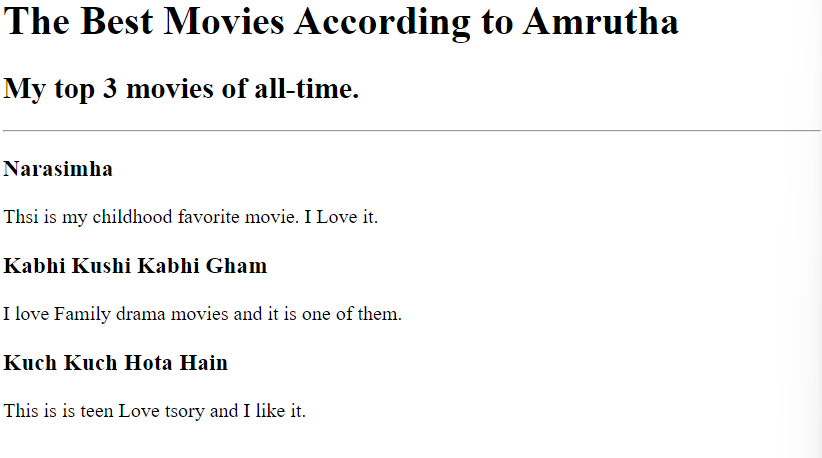 The Best Movies According to Amrutha
My top 3 movies of all-time.
Narasimha
Thsi is my childhood favorite movie. I Love it.
Kabhi Kushi Kabhi Gham
I love Family drama movies and it is one of them.
Kuch Kuch Hota Hain
This is is teen Love tsory and I like it.